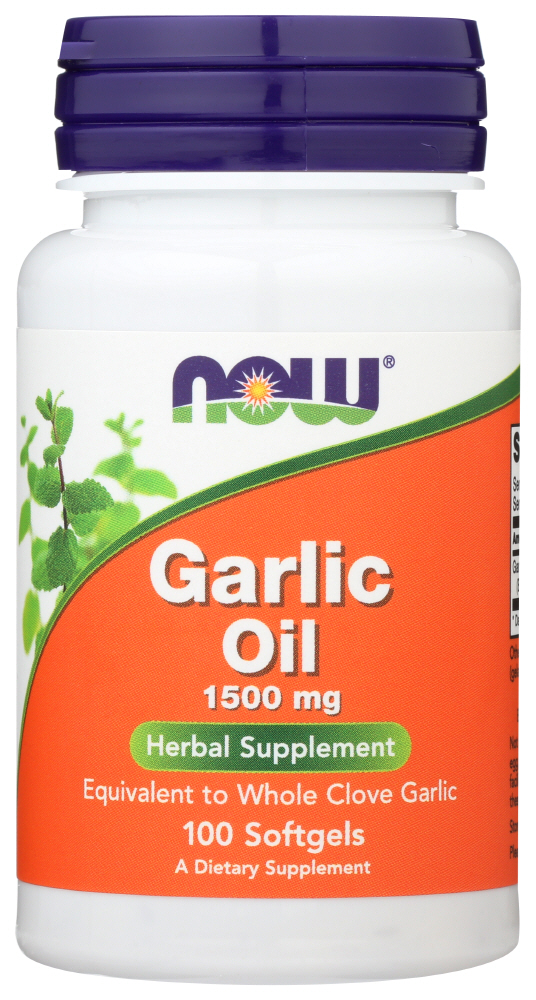 NOW®
Garlic
Oil
1500 mg
Herbal Supplement
Equivalent to Whole Clove Garlic
100 Softgels
A Dietary Supplement